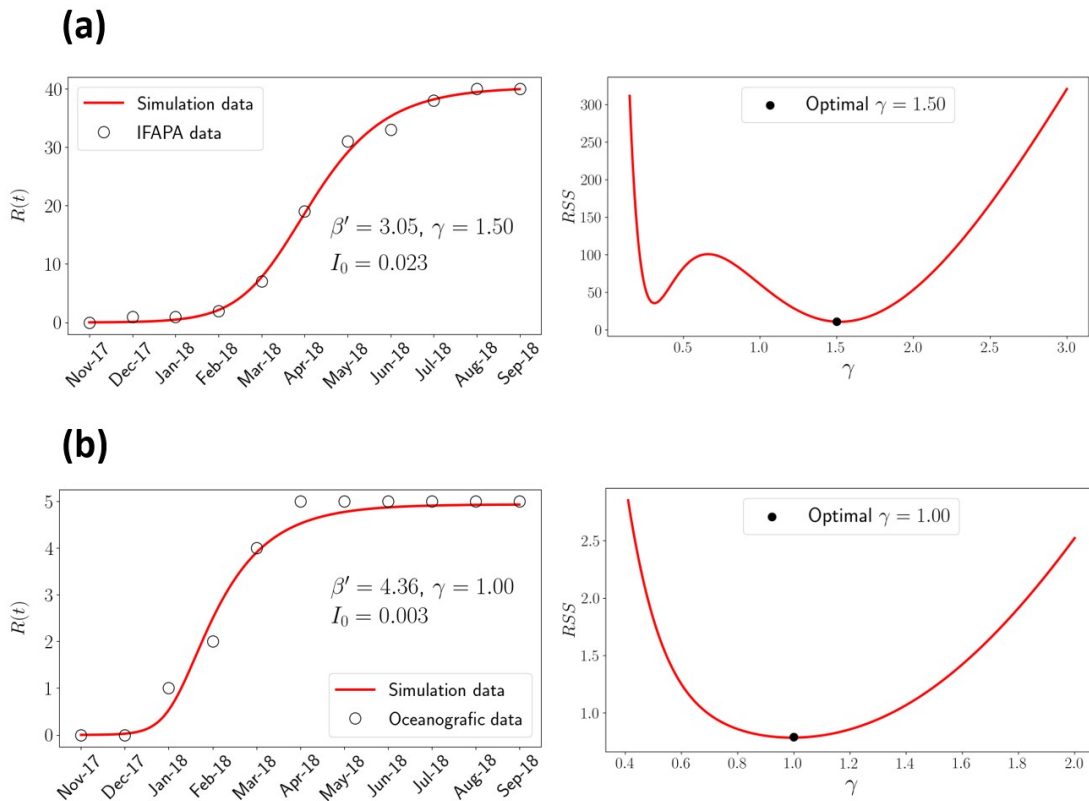 (a)
R(t)
40
30
20
10
0
Simulation data
IFAPA data
β′ = 3.05, γ = 1.50
I₀ = 0.023
Nov-17
Dec-17
Jan-18
Feb-18
Mar-18
Apr-18
May-18
Jun-18
Jul-18
Aug-18
Sep-18
RSS
300
250
200
150
100
50
0
Optimal γ = 1.50
0.5
1.0
1.5
2.0
2.5
3.0
γ
(b)
R(t)
5
4
3
2
1
0
β′ = 4.36, γ = 1.00
I₀ = 0.003
Simulation data
Oceanografic data
Nov-17
Dec-17
Jan-18
Feb-18
Mar-18
Apr-18
May-18
Jun-18
Jul-18
Aug-18
Sep-18
RSS
2.5
2.0
1.5
1.0
Optimal γ = 1.00
0.4
0.6
0.8
1.0
1.2
1.4
1.6
1.8
2.0
γ